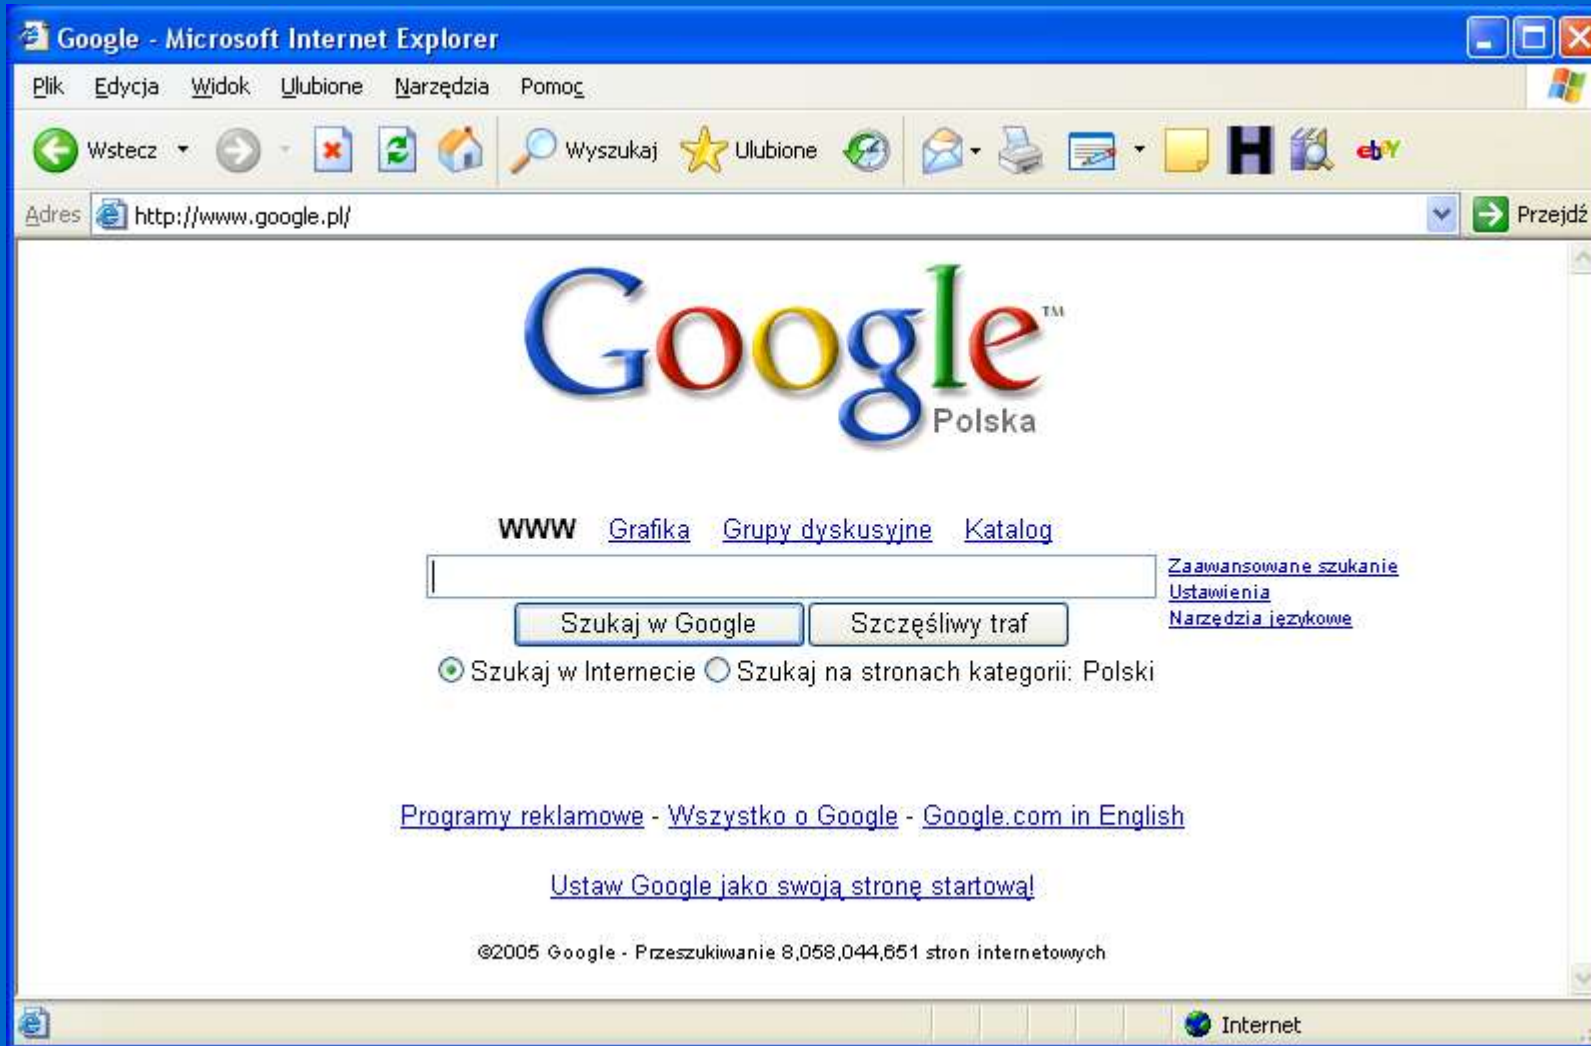 Google - Microsoft Internet Explorer
Plik Edycja Widok Ulubione Narzędzia Pomoc
Wstecz Wyszukaj Ulubione H ebY
Adres http://www.google.pl/ Przejdź
Google™
Polska
WWW Grafika Grupy dyskusyjne Katalog
Zaawansowane szukanie
Ustawienia
Narzędzia językowe
Szukaj w Google Szczęśliwy traf
Szukaj w Internecie Szukaj na stronach kategorii: Polski
Programy reklamowe - Wszystko o Google - Google.com in English
Ustaw Google jako swoją stronę startową!
©2005 Google - Przeszukiwanie 8,058,044,651 stron internetowych
Internet